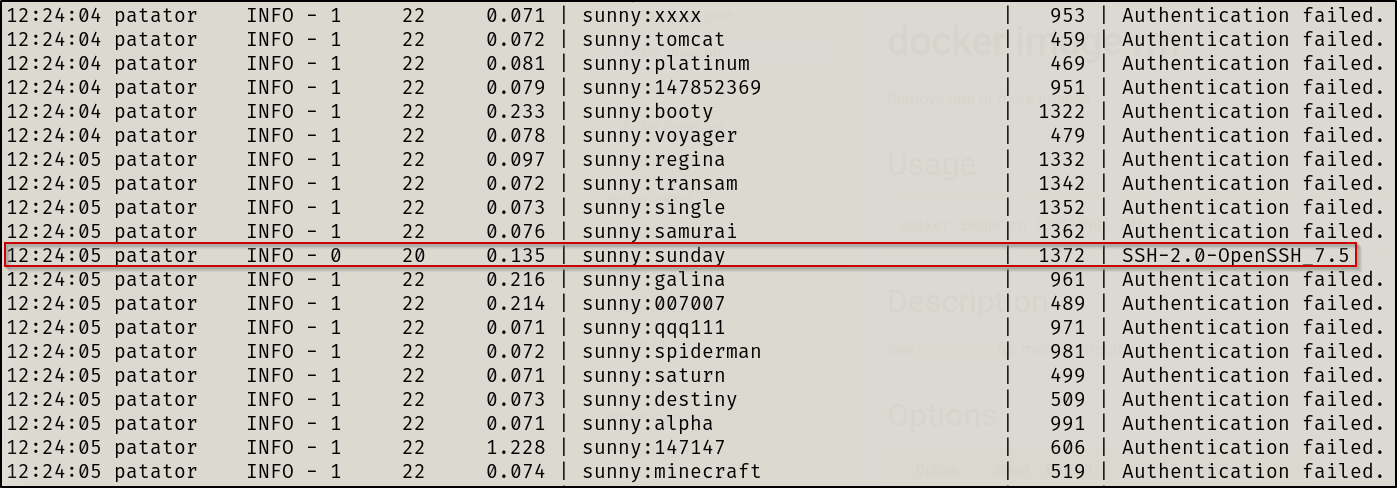 12:24:04 patator    INFO - 1     22     0.071 | sunny:xxxx                         |   953 | Authentication failed.
12:24:04 patator    INFO - 1     22     0.072 | sunny:tomcat                       |   459 | Authentication failed.
12:24:04 patator    INFO - 1     22     0.081 | sunny:platinum                     |   469 | Authentication failed.
12:24:04 patator    INFO - 1     22     0.079 | sunny:147852369                    |   951 | Authentication failed.
12:24:04 patator    INFO - 1     22     0.233 | sunny:booty                        |  1322 | Authentication failed.
12:24:04 patator    INFO - 1     22     0.078 | sunny:voyager                      |   479 | Authentication failed.
12:24:05 patator    INFO - 1     22     0.097 | sunny:regina                       |  1332 | Authentication failed.
12:24:05 patator    INFO - 1     22     0.072 | sunny:transam                      |  1342 | Authentication failed.
12:24:05 patator    INFO - 1     22     0.073 | sunny:single                       |  1352 | Authentication failed.
12:24:05 patator    INFO - 1     22     0.076 | sunny:samurai                      |  1362 | Authentication failed.
12:24:05 patator    INFO - 0     20     0.135 | sunny:sunday                       |  1372 | SSH-2.0-OpenSSH_7.5
12:24:05 patator    INFO - 1     22     0.216 | sunny:galina                       |   961 | Authentication failed.
12:24:05 patator    INFO - 1     22     0.214 | sunny:007007                       |   489 | Authentication failed.
12:24:05 patator    INFO - 1     22     0.071 | sunny:qqq111                       |   971 | Authentication failed.
12:24:05 patator    INFO - 1     22     0.072 | sunny:spiderman                    |   981 | Authentication failed.
12:24:05 patator    INFO - 1     22     0.071 | sunny:saturn                       |   499 | Authentication failed.
12:24:05 patator    INFO - 1     22     0.073 | sunny:destiny                      |   509 | Authentication failed.
12:24:05 patator    INFO - 1     22     0.071 | sunny:alpha                        |   991 | Authentication failed.
12:24:05 patator    INFO - 1     22     1.228 | sunny:147147                       |   606 | Authentication failed.
12:24:05 patator    INFO - 1     22     0.074 | sunny:minecraft                    |   519 | Authentication failed.
docker image
Usage
Description
Options